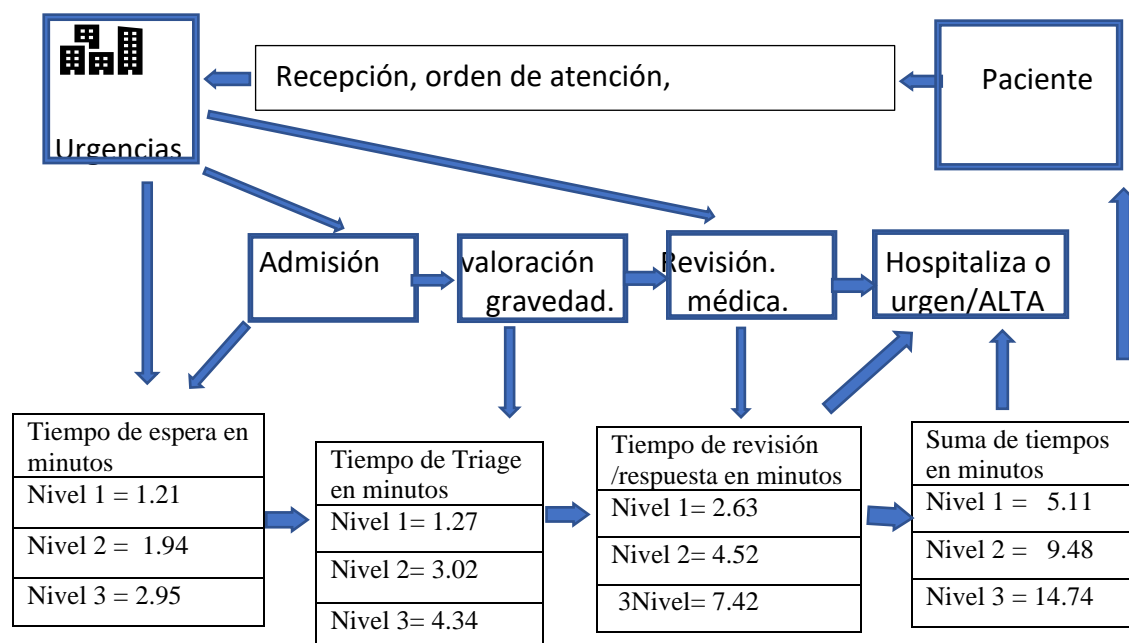 Recepción, orden de atención,
Paciente
Urgencias
Admisión
valoración
gravedad.
Revisión.
médica.
Hospitaliza o
urgen/ALTA
Tiempo de espera en
minutos
Nivel 1 = 1.21
Nivel 2 = 1.94
Nivel 3 = 2.95
Tiempo de Triage
en minutos
Nivel 1= 1.27
Nivel 2= 3.02
Nivel 3= 4.34
Tiempo de revisión
/respuesta en minutos
Nivel 1= 2.63
Nivel 2= 4.52
3Nivel= 7.42
Suma de tiempos
en minutos
Nivel 1 = 5.11
Nivel 2 = 9.48
Nivel 3 = 14.74